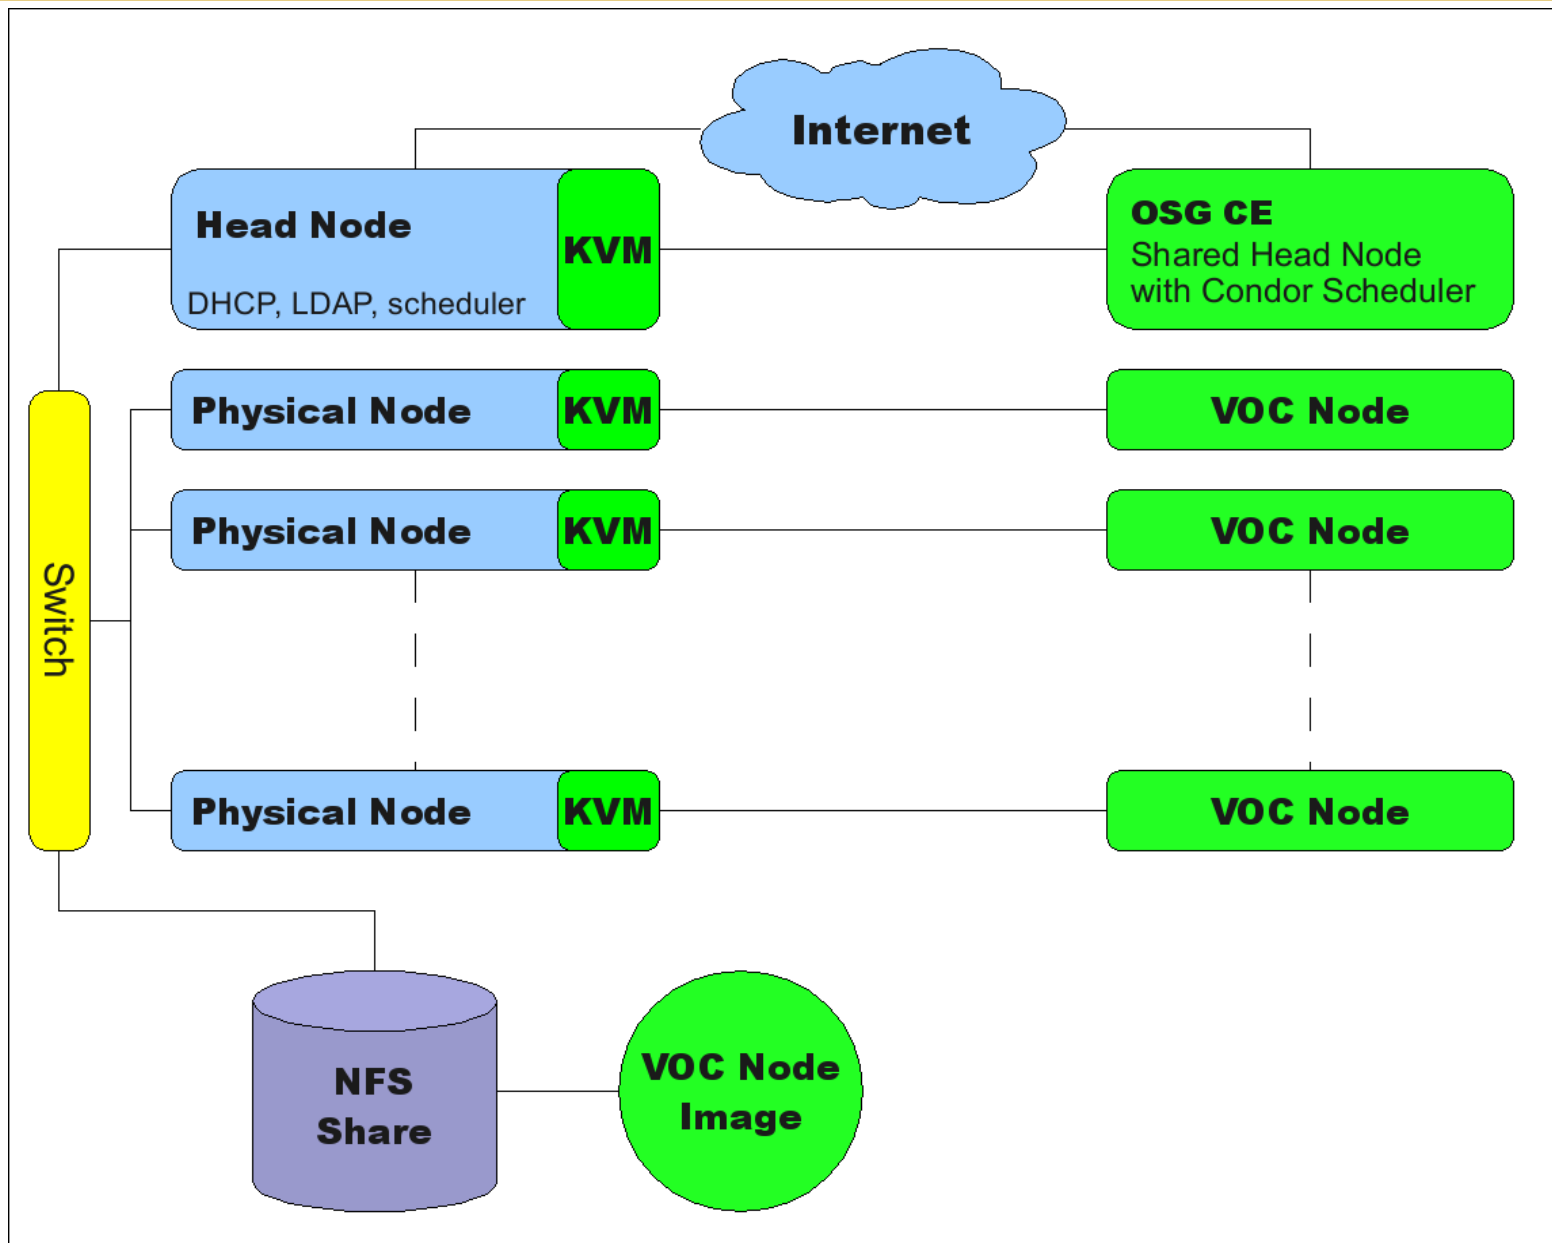 Internet
Head Node
KVM
DHCP, LDAP, scheduler
OSG CE
Shared Head Node
with Condor Scheduler
Physical Node
KVM
VOC Node
Physical Node
KVM
VOC Node
Switch
Physical Node
KVM
VOC Node
NFS
Share
VOC Node
Image